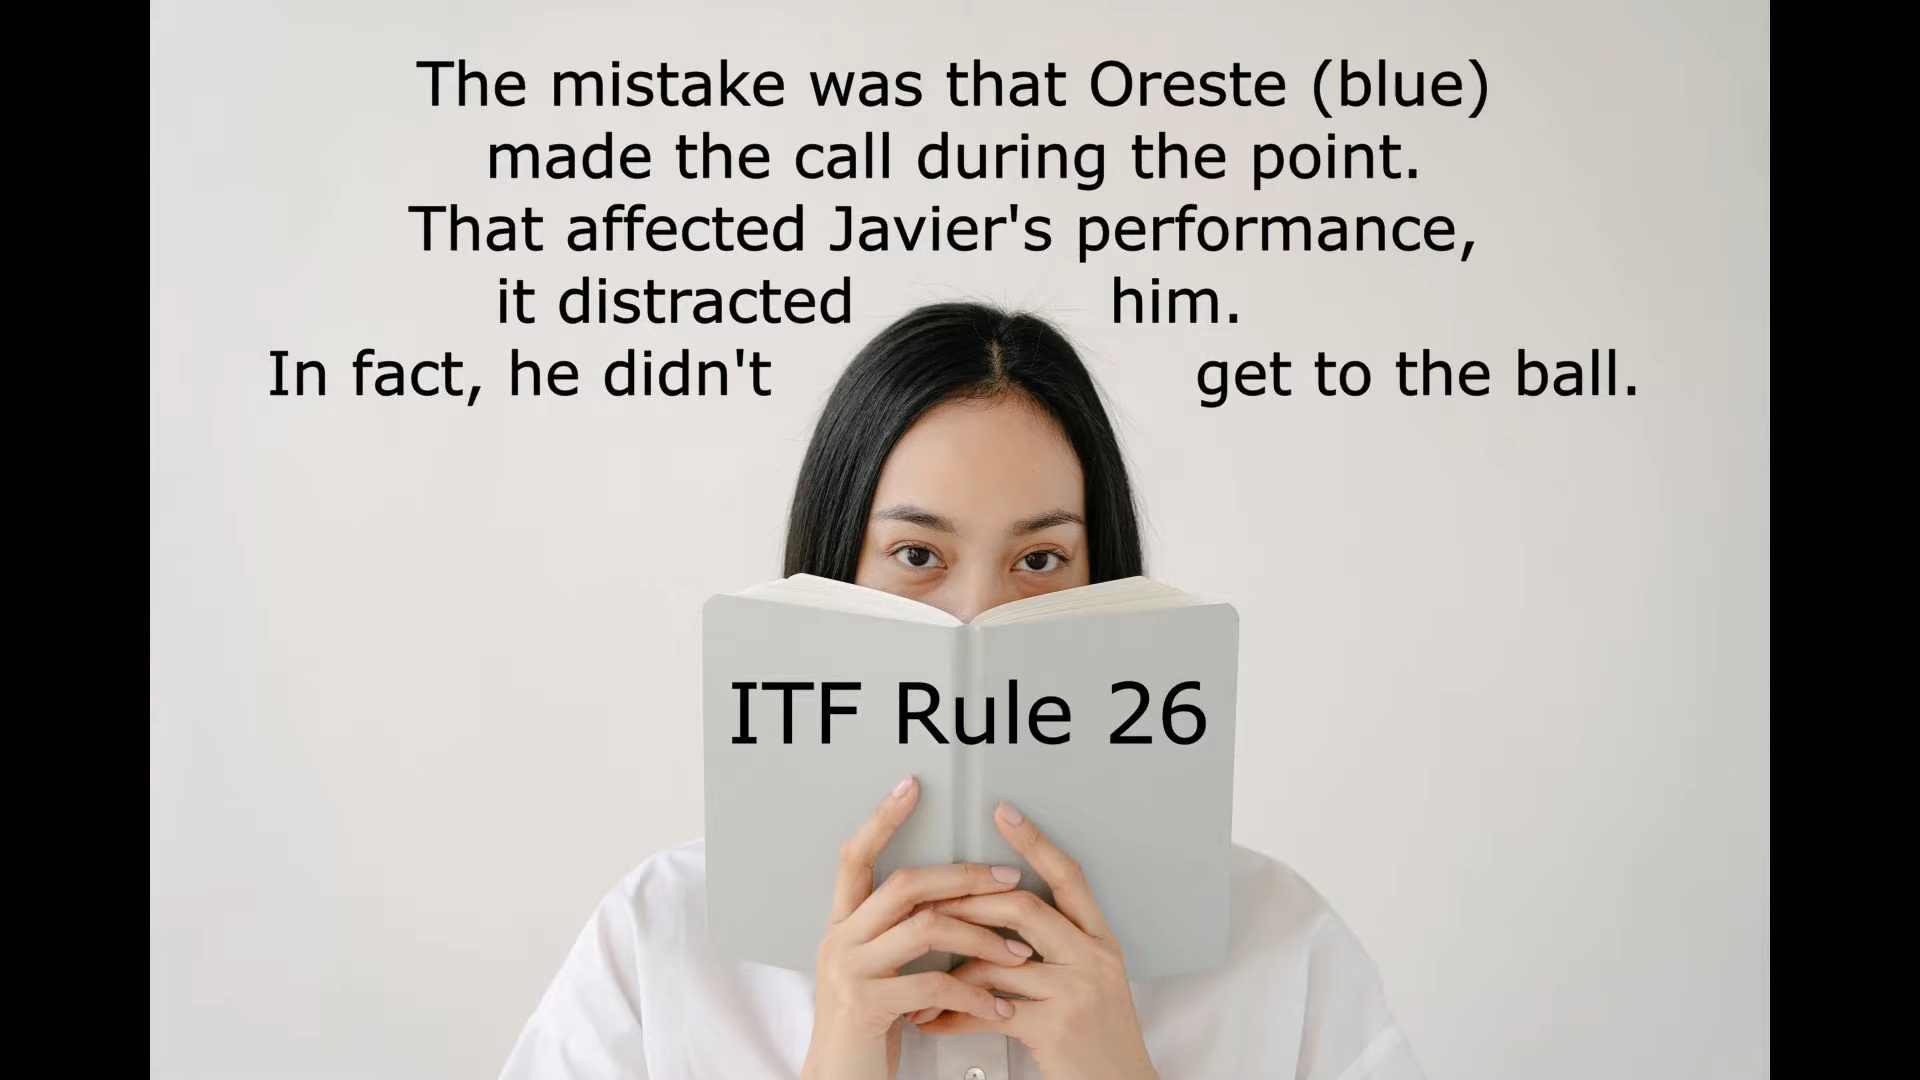 The mistake was that Oreste (blue)
made the call during the point.
That affected Javier's performance,
it distracted him.
In fact, he didn't get to the ball.
ITF Rule 26